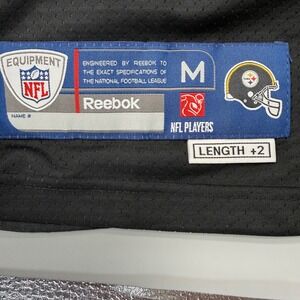 EQUIPMENT
NFL
NAME #
ENGINEERED BY REEBOK TO
THE EXACT SPECIFICATIONS OF
THE NATIONAL FOOTBALL LEAGUE
Reebok
M
NFL PLAYERS
LENGTH +2